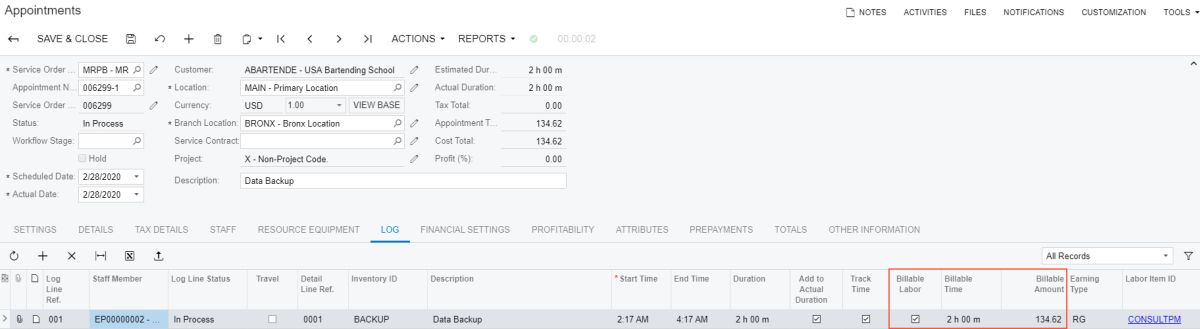 Appointments
NOTES ACTIVITIES FILES NOTIFICATIONS CUSTOMIZATION TOOLS
SAVE & CLOSE ACTIONS REPORTS 00:00:02
* Service Order ... MRPB - MR Customer: ABARTENDE - USA Bartending School Estimated Dur... 2 h 00 m
Appointment N... 006299-1 * Location: MAIN - Primary Location Actual Duration: 2 h 00 m
Service Order ... 006299 Currency: USD 1.00 VIEW BASE Tax Total: 0.00
Status: In Process * Branch Location: BRONX - Bronx Location Appointment T... 134.62
Workflow Stage: Service Contract: Cost Total: 134.62
Hold Project: X - Non-Project Code. Profit (%): 0.00
* Scheduled Date: 2/28/2020 Description: Data Backup
* Actual Date: 2/28/2020
SETTINGS DETAILS TAX DETAILS STAFF RESOURCE EQUIPMENT LOG FINANCIAL SETTINGS PROFITABILITY ATTRIBUTES PREPAYMENTS TOTALS OTHER INFORMATION
All Records
Log Line Ref. Staff Member Log Line Status Travel Detail Line Ref. Inventory ID Description * Start Time End Time Duration Add to Actual Duration Track Time Billable Labor Billable Time Billable Amount Earning Type Labor Item ID
001 EP00000002 - ... In Process 0001 BACKUP Data Backup 2:17 AM 4:17 AM 2 h 00 m 2 h 00 m 134.62 RG CONSULTPM